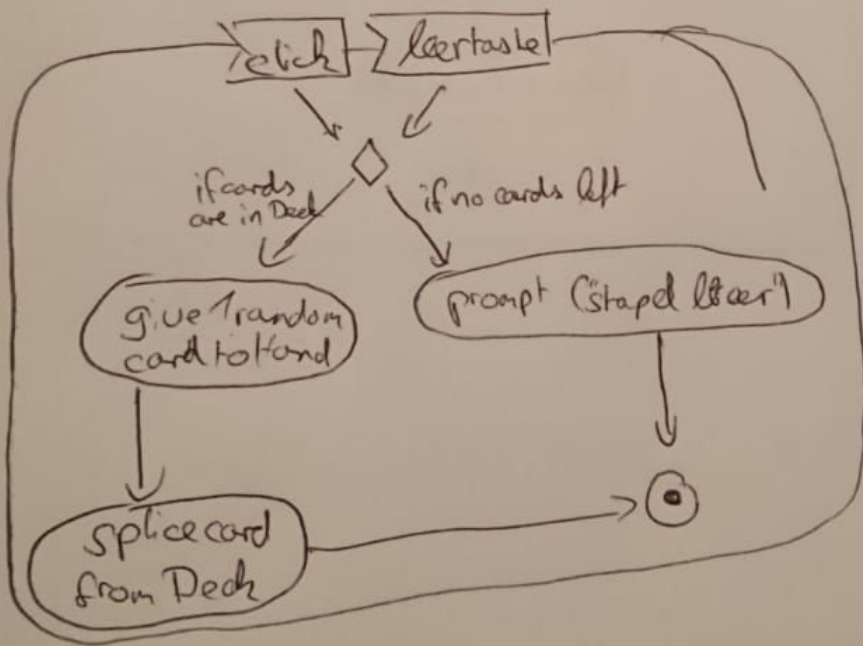 click
leertaste
if cards
are in Deck
if no cards left
give 1 random
card to Hand
prompt ("stapel leer")
splice card
from Deck